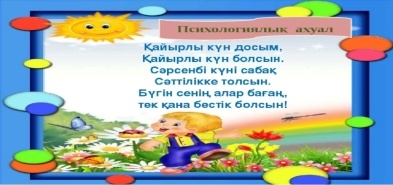 Психологиялық ахуал
Қайырлы күн досым,
Қайырлы күн болсын.
Сәрсенбі күні сабақ
Сәттілікке толсын.
Бүгін сенің алар бағаң,
тек қана бестік болсын!